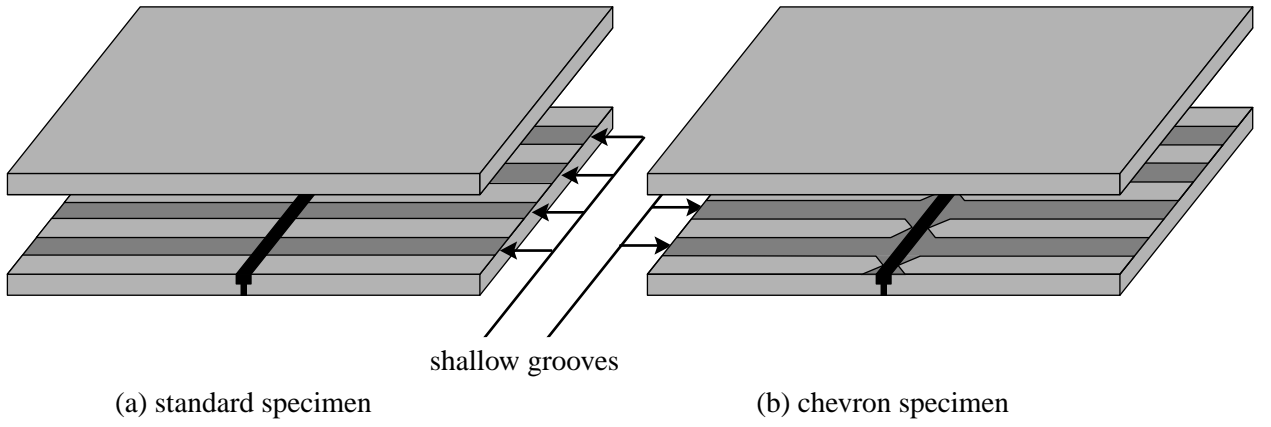 shallow grooves
(a) standard specimen
(b) chevron specimen